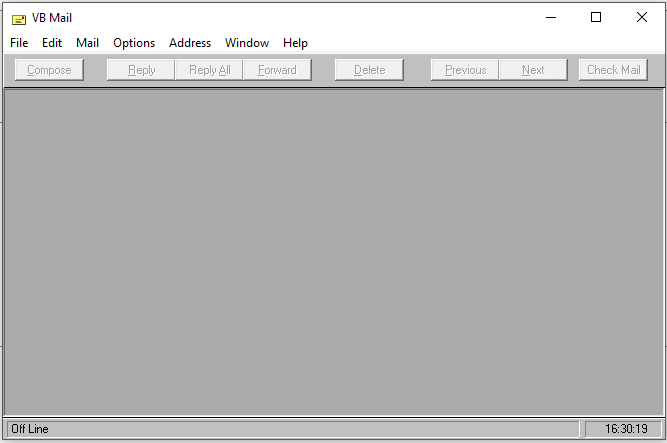 VB Mail
File Edit Mail Options Address Window Help
Compose Reply Reply All Forward Delete Previous Next Check Mail
Off Line 16:30:19